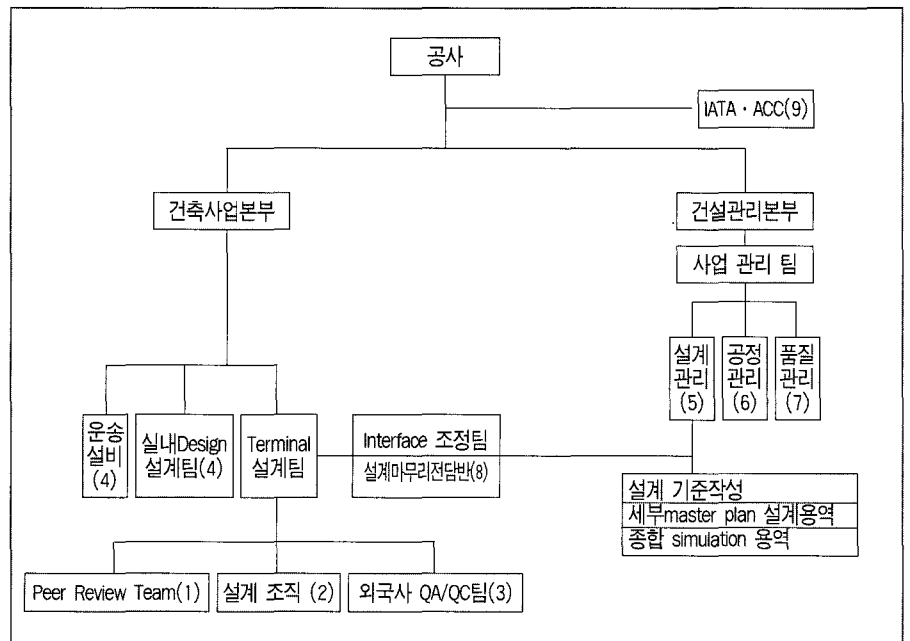 공사
IATA · ACC(9)
건축사업본부
건설관리본부
사업 관리 팀
설계
관리
(5)
공정
관리
(6)
품질
관리
(7)
운송
설비
(4)
실내Design
설계팀(4)
Terminal
설계팀
Interface 조정팀
설계마무리전담반(8)
설계 기준작성
세부master plan 설계용역
종합 simulation 용역
Peer Review Team(1)
설계 조직 (2)
외국사 QA/QC팀(3)